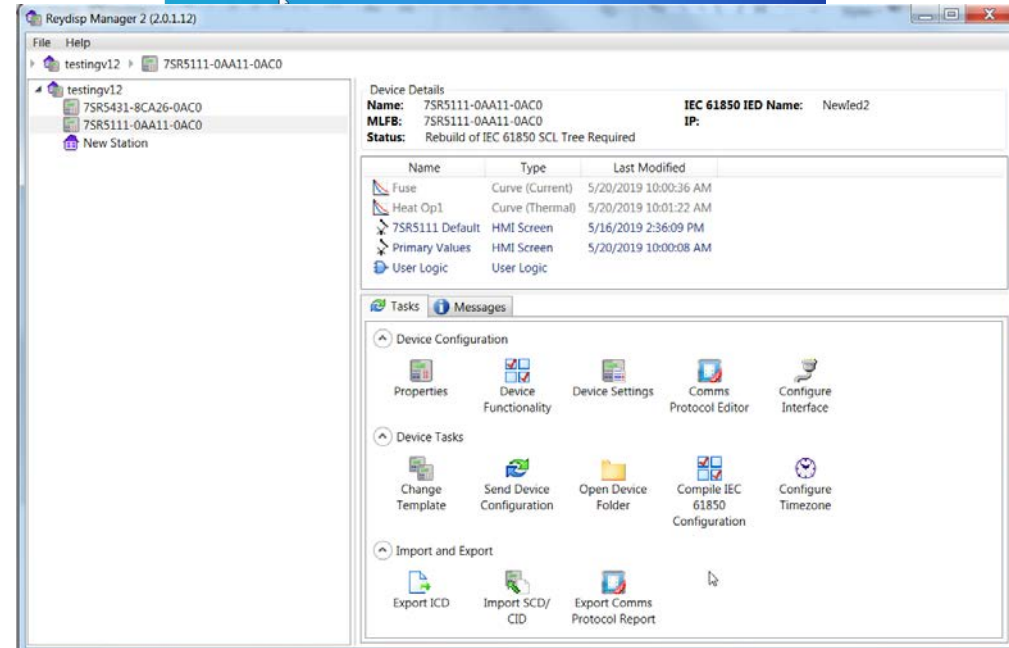 Reydisp Manager 2 (2.0.1.12)
File Help
testingv12 7SR5111-0AA11-0AC0
testingv12
7SR5431-8CA26-0AC0
7SR5111-0AA11-0AC0
New Station
Device Details
Name: 7SR5111-0AA11-0AC0 IEC 61850 IED Name: NewIed2
MLFB: 7SR5111-0AA11-0AC0 IP:
Status: Rebuild of IEC 61850 SCL Tree Required
Name Type Last Modified
Fuse Curve (Current) 5/20/2019 10:00:36 AM
Heat Op1 Curve (Thermal) 5/20/2019 10:01:22 AM
7SR5111 Default HMI Screen 5/16/2019 2:36:09 PM
Primary Values HMI Screen 5/20/2019 10:00:08 AM
User Logic User Logic
Tasks Messages
Device Configuration
Properties Device Device Settings Comms Configure
Functionality Protocol Editor Interface
Device Tasks
Change Send Device Open Device Compile IEC Configure
Template Configuration Folder 61850 Timezone
Configuration
Import and Export
Export ICD Import SCD/ Export Comms
CID Protocol Report